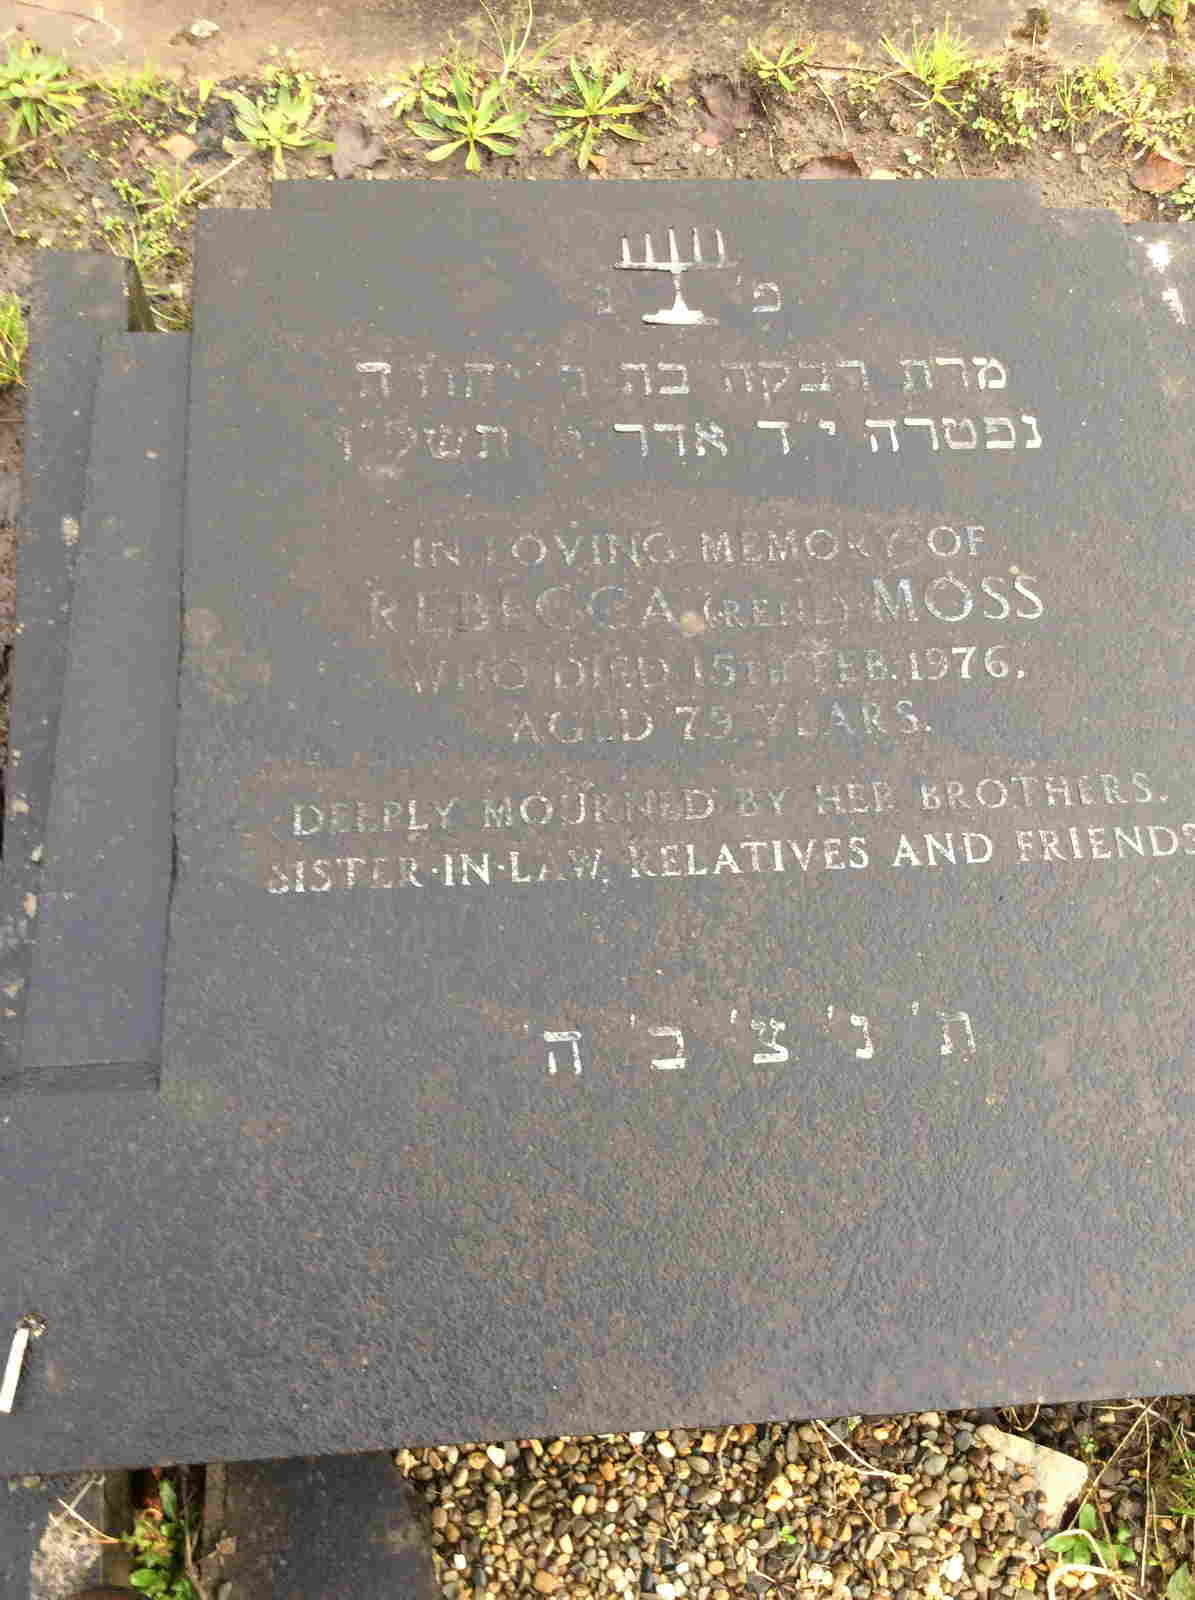 פ' נ
מרת רבקה בה ר' יהודה
נפטרה י"ד אדר א' תשל"ו
IN LOVING MEMORY OF
REBECCA (RENE) MOSS
WHO DIED 15TH FEB. 1976.
AGED 79 YEARS.
DEEPLY MOURNED BY HER BROTHERS.
SISTER-IN-LAW, RELATIVES AND FRIENDS
ת' נ' צ' ב' ה'